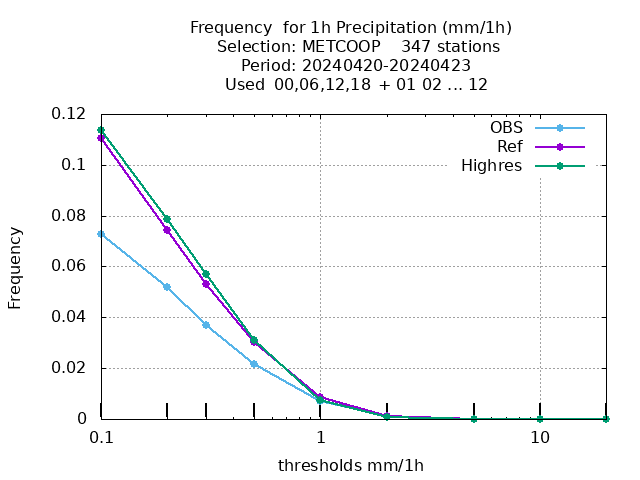 Frequency  for 1h Precipitation (mm/1h)
Selection: METCOOP    347 stations
Period: 20240420-20240423
Used  00,06,12,18 + 01 02 ... 12
OBS
Ref
Highres
0.12
0.1
0.08
0.06
0.04
0.02
0
Frequency
0.1
1
10
thresholds mm/1h